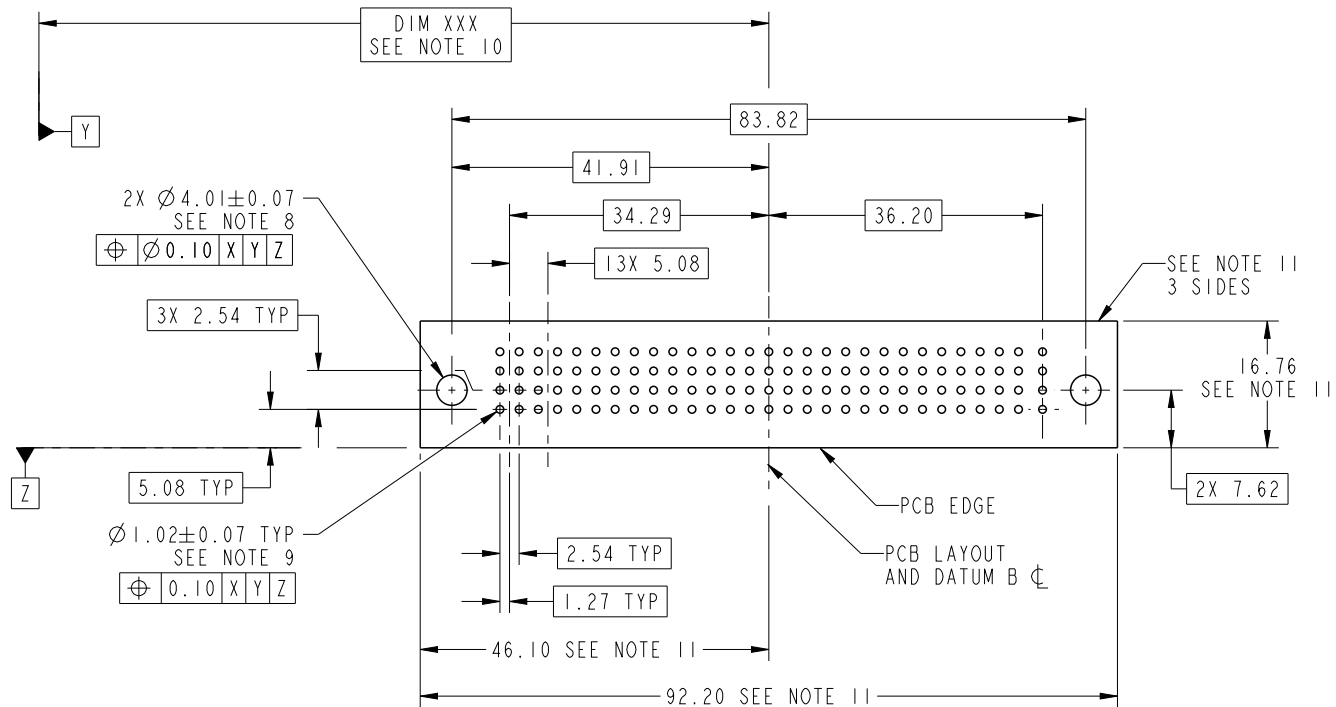 DIM XXX
SEE NOTE 10
Y
83.82
41.91
2X Ø4.01±0.07
SEE NOTE 8
⌖ Ø0.10 X Y Z
34.29
36.20
13X 5.08
SEE NOTE 11
3 SIDES
3X 2.54 TYP
16.76
SEE NOTE 11
Z
5.08 TYP
2X 7.62
PCB EDGE
Ø1.02±0.07 TYP
SEE NOTE 9
⌖ 0.10 X Y Z
2.54 TYP
PCB LAYOUT
AND DATUM B ℄
1.27 TYP
46.10 SEE NOTE 11
92.20 SEE NOTE 11